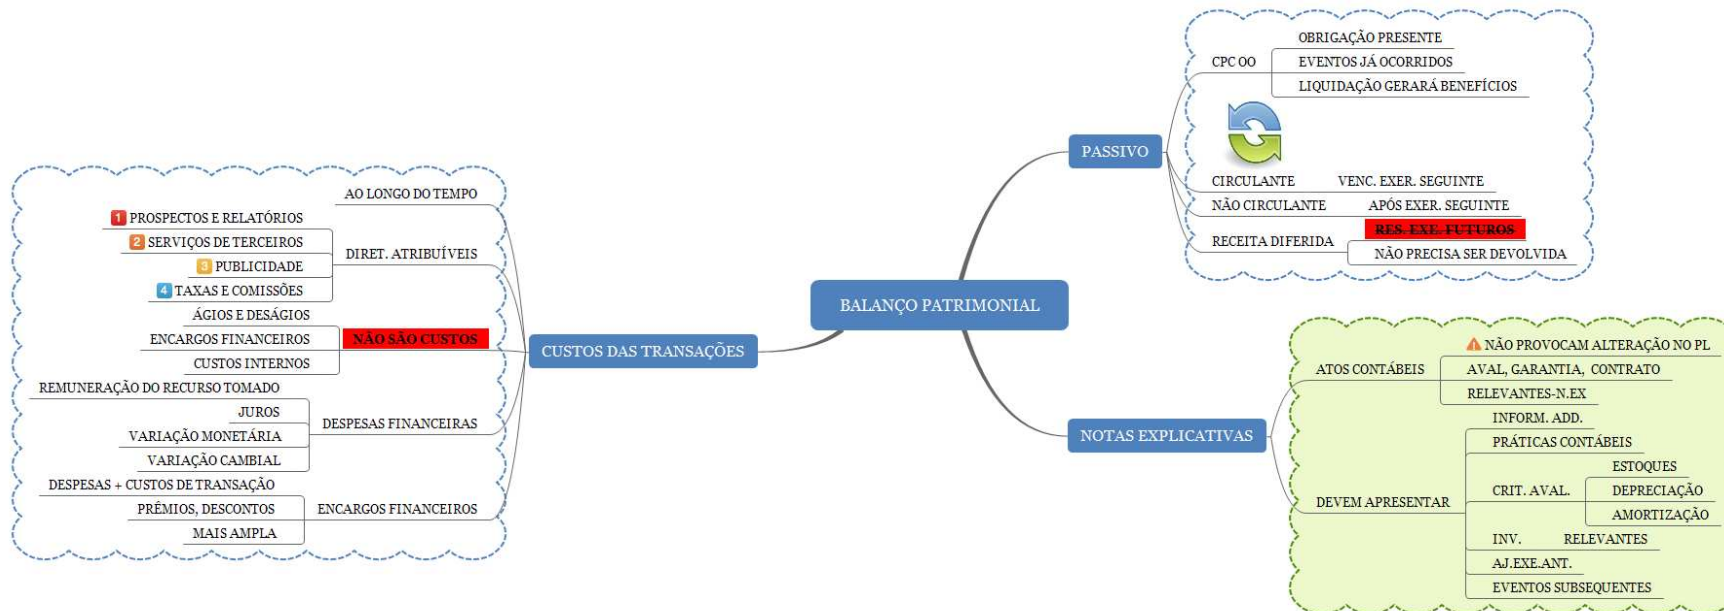 BALANÇO PATRIMONIAL
PASSIVO
CPC OO
OBRIGAÇÃO PRESENTE
EVENTOS JÁ OCORRIDOS
LIQUIDAÇÃO GERARÁ BENEFÍCIOS
CIRCULANTE
VENC. EXER. SEGUINTE
NÃO CIRCULANTE
APÓS EXER. SEGUINTE
RECEITA DIFERIDA
RES. EXE. FUTUROS
NÃO PRECISA SER DEVOLVIDA
NOTAS EXPLICATIVAS
ATOS CONTÁBEIS
NÃO PROVOCAM ALTERAÇÃO NO PL
AVAL, GARANTIA, CONTRATO
RELEVANTES-N.EX
DEVEM APRESENTAR
INFORM. ADD.
PRÁTICAS CONTÁBEIS
CRIT. AVAL.
ESTOQUES
DEPRECIAÇÃO
AMORTIZAÇÃO
INV.
RELEVANTES
AJ.EXE.ANT.
EVENTOS SUBSEQUENTES
CUSTOS DAS TRANSAÇÕES
AO LONGO DO TEMPO
DIRET. ATRIBUÍVEIS
1 PROSPECTOS E RELATÓRIOS
2 SERVIÇOS DE TERCEIROS
3 PUBLICIDADE
4 TAXAS E COMISSÕES
NÃO SÃO CUSTOS
ÁGIOS E DESÁGIOS
ENCARGOS FINANCEIROS
CUSTOS INTERNOS
DESPESAS FINANCEIRAS
REMUNERAÇÃO DO RECURSO TOMADO
JUROS
VARIAÇÃO MONETÁRIA
VARIAÇÃO CAMBIAL
ENCARGOS FINANCEIROS
DESPESAS + CUSTOS DE TRANSAÇÃO
PRÊMIOS, DESCONTOS
MAIS AMPLA